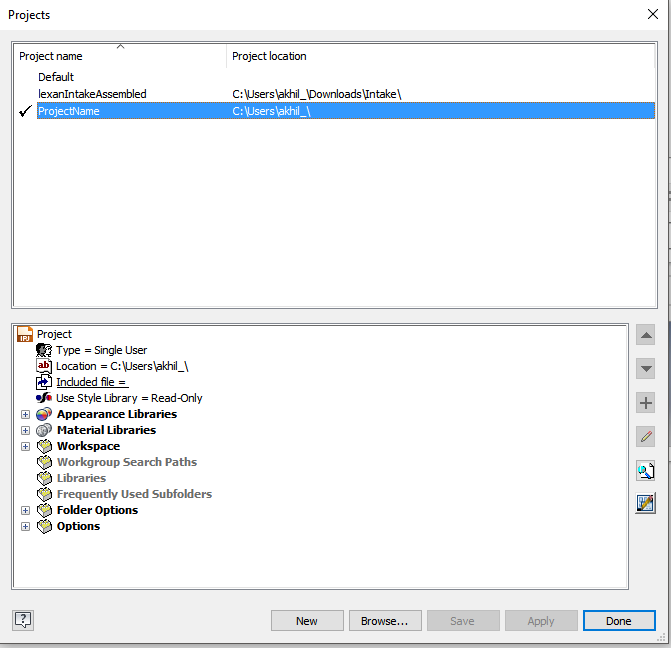 Projects
Project name Project location
Default
lexanIntakeAssembled C:\Users\akhil_\Downloads\Intake\
ProjectName C:\Users\akhil_\
IPJ Project
Type = Single User
ab Location = C:\Users\akhil_\
Included file =
Use Style Library = Read-Only
Appearance Libraries
Material Libraries
Workspace
Workgroup Search Paths
Libraries
Frequently Used Subfolders
Folder Options
Options
? New Browse... Save Apply Done